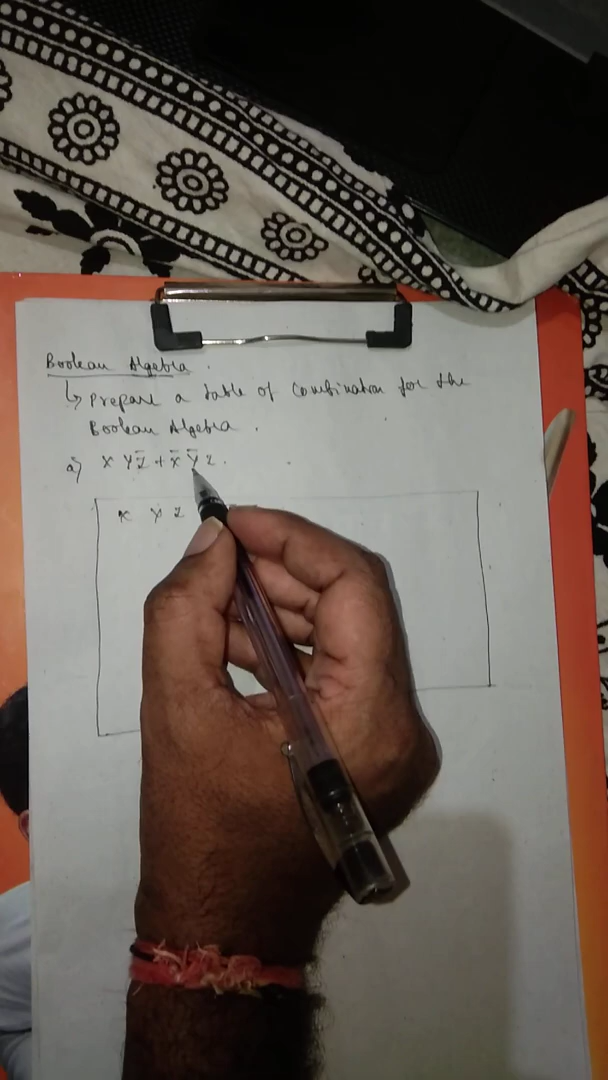 Boolean Algebra.
↳ Prepare a table of Combination for the
Boolean Algebra.
a) X Y Z̅ + X̅ Y̅ Z.
X Y Z